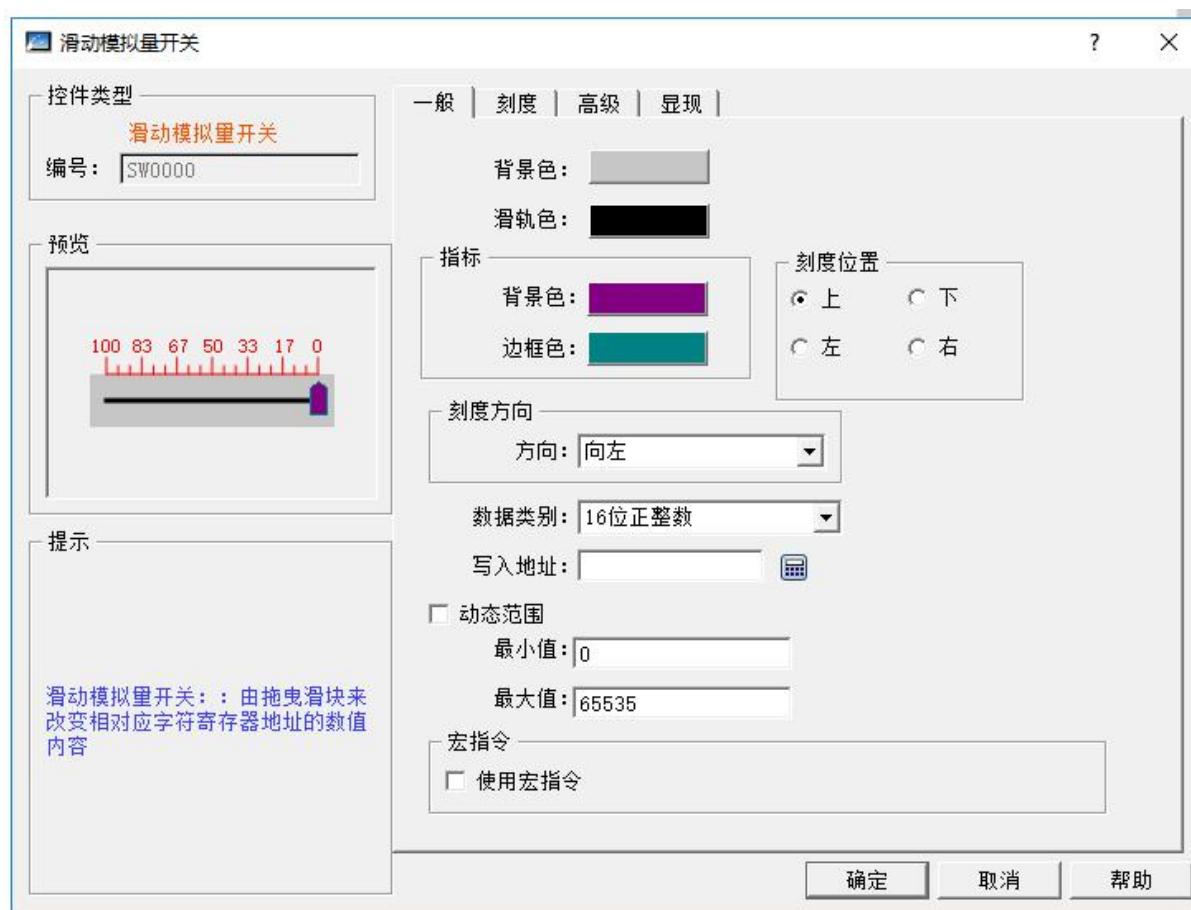 滑动模拟量开关
?
控件类型
滑动模拟量开关
编号: SW0000
预览
100 83 67 50 33 17 0
提示
滑动模拟量开关：：由拖曳滑块来
改变相对应字符寄存器地址的数值
内容
一般 刻度 高级 显现
背景色:
滑轨色:
指标
背景色:
边框色:
刻度位置
上 下
左 右
刻度方向
方向: 向左
数据类别: 16位正整数
写入地址:
动态范围
最小值: 0
最大值: 65535
宏指令
使用宏指令
确定 取消 帮助